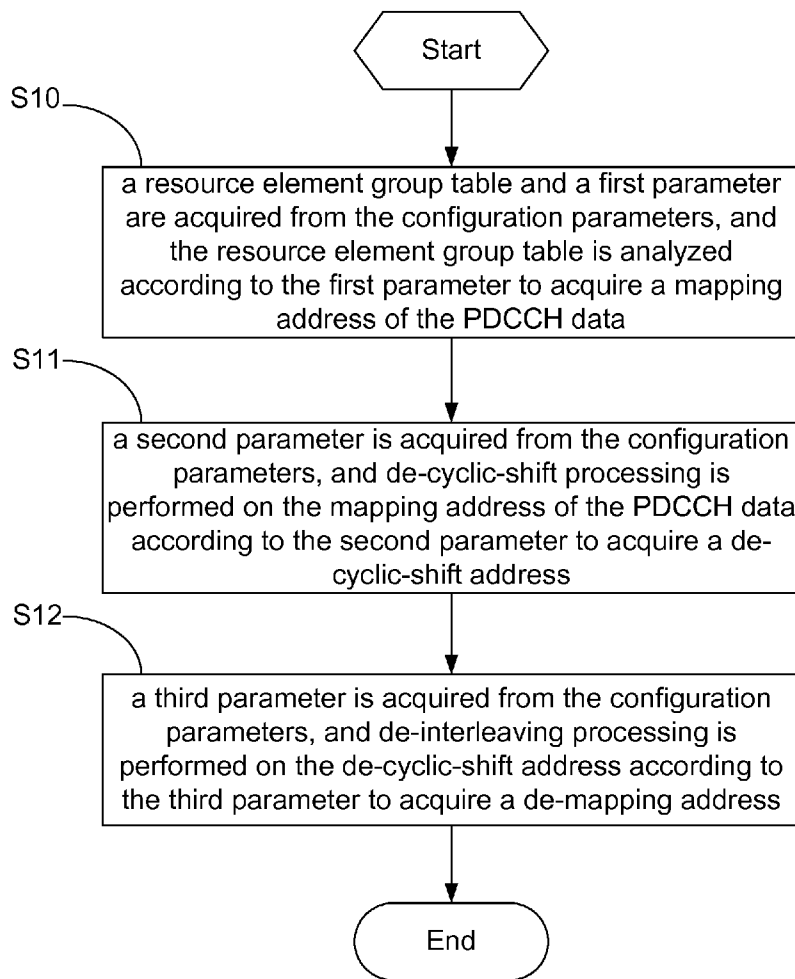 Start
S10
a resource element group table and a first parameter
are acquired from the configuration parameters, and
the resource element group table is analyzed
according to the first parameter to acquire a mapping
address of the PDCCH data
S11
a second parameter is acquired from the configuration
parameters, and de-cyclic-shift processing is
performed on the mapping address of the PDCCH data
according to the second parameter to acquire a de-
cyclic-shift address
S12
a third parameter is acquired from the configuration
parameters, and de-interleaving processing is
performed on the de-cyclic-shift address according to
the third parameter to acquire a de-mapping address
End